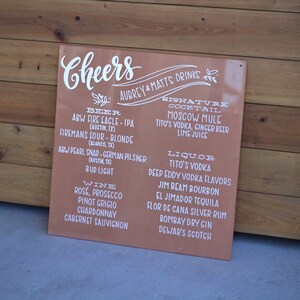 Cheers
AUBREY & MATT'S DRINKS
BEER
ABW FIRE EAGLE - IPA
(AUSTIN, TX)
FIREMANS FOUR - BLONDE
(BLANCO, TX)
ABW PEARL SNAP - GERMAN PILSNER
(AUSTIN, TX)
BUD LIGHT
WINE
ROSÉ, PROSECCO
PINOT GRIGIO
CHARDONNAY
CABERNET SAUVIGNON
SIGNATURE
COCKTAIL
MOSCOW MULE
TITO'S VODKA, GINGER BEER
LIME JUICE
LIQUOR
TITO'S VODKA
DEEP EDDY VODKA FLAVORS
JIM BEAM BOURBON
EL JIMADOR TEQUILA
FLOR DE CANA SILVER RUM
BOMBAY DRY GIN
DEWAR'S SCOTCH